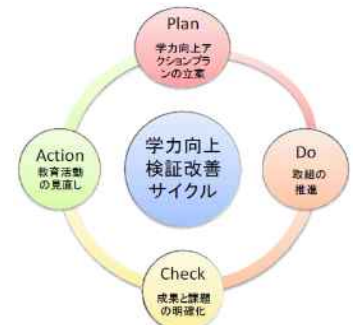 Plan
学力向上ア
クションプラ
ンの立案
Action
教育活動
の見直し
学力向上
検証改善
サイクル
Do
取組の
推進
Check
成果と課題
の明確化